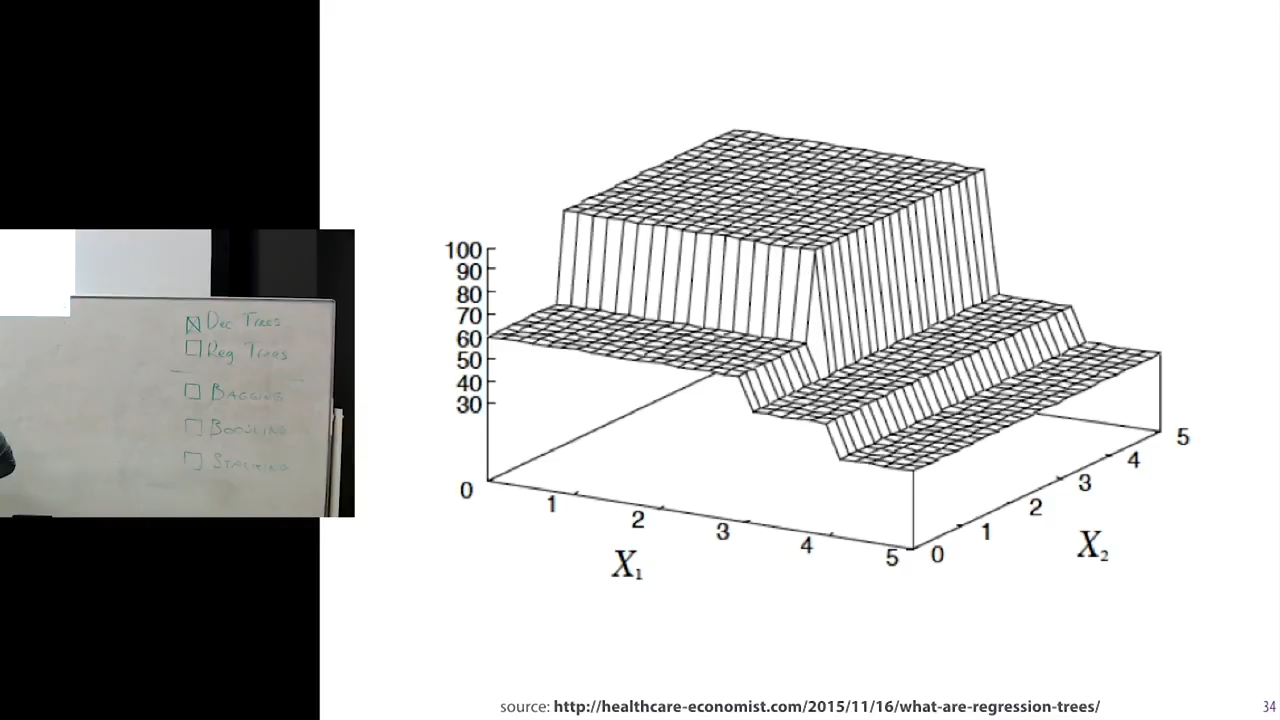 Dec Trees
Reg Trees
Bagging
Boosting
Stacking
100
90
80
70
60
50
40
30
0
1
2
3
4
5
X₁
0
1
2
3
4
5
X₂
source: http://healthcare-economist.com/2015/11/16/what-are-regression-trees/
34